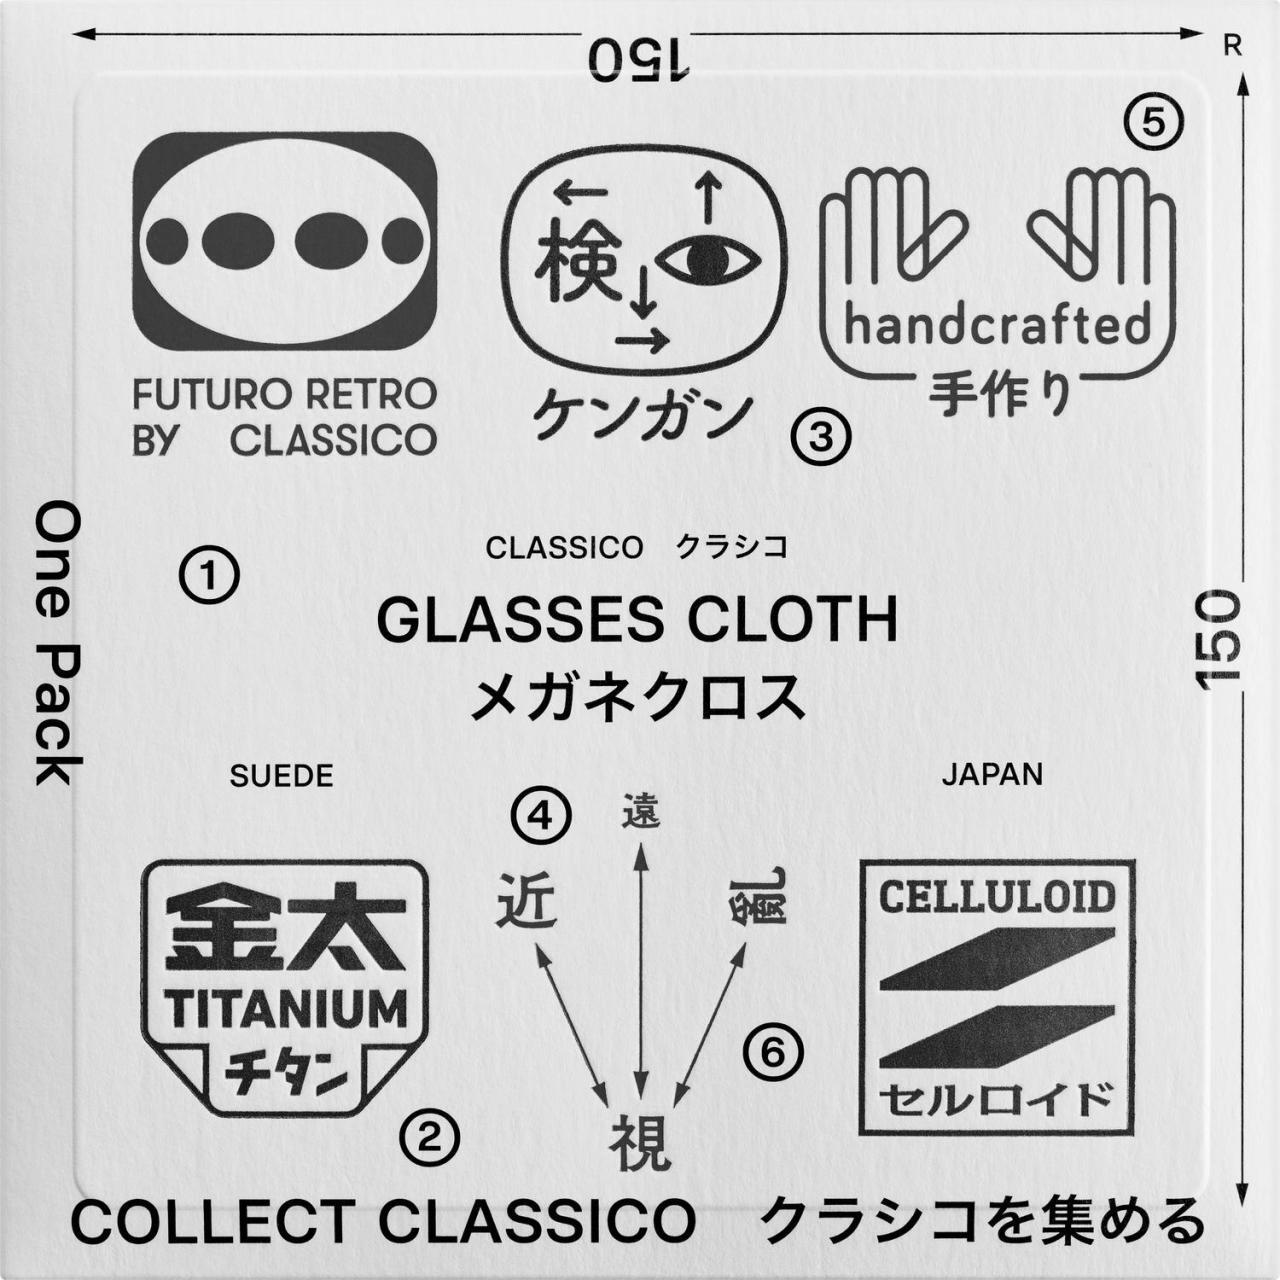 150
R
⑤
検
handcrafted
手作り
FUTURO RETRO
BY CLASSICO
ケンガン
③
One Pack
①
CLASSICO クラシコ
GLASSES CLOTH
メガネクロス
150
SUEDE
JAPAN
④
遠
近
亂
金太
TITANIUM
チタン
CELLULOID
セルロイド
⑥
②
視
COLLECT CLASSICO クラシコを集める